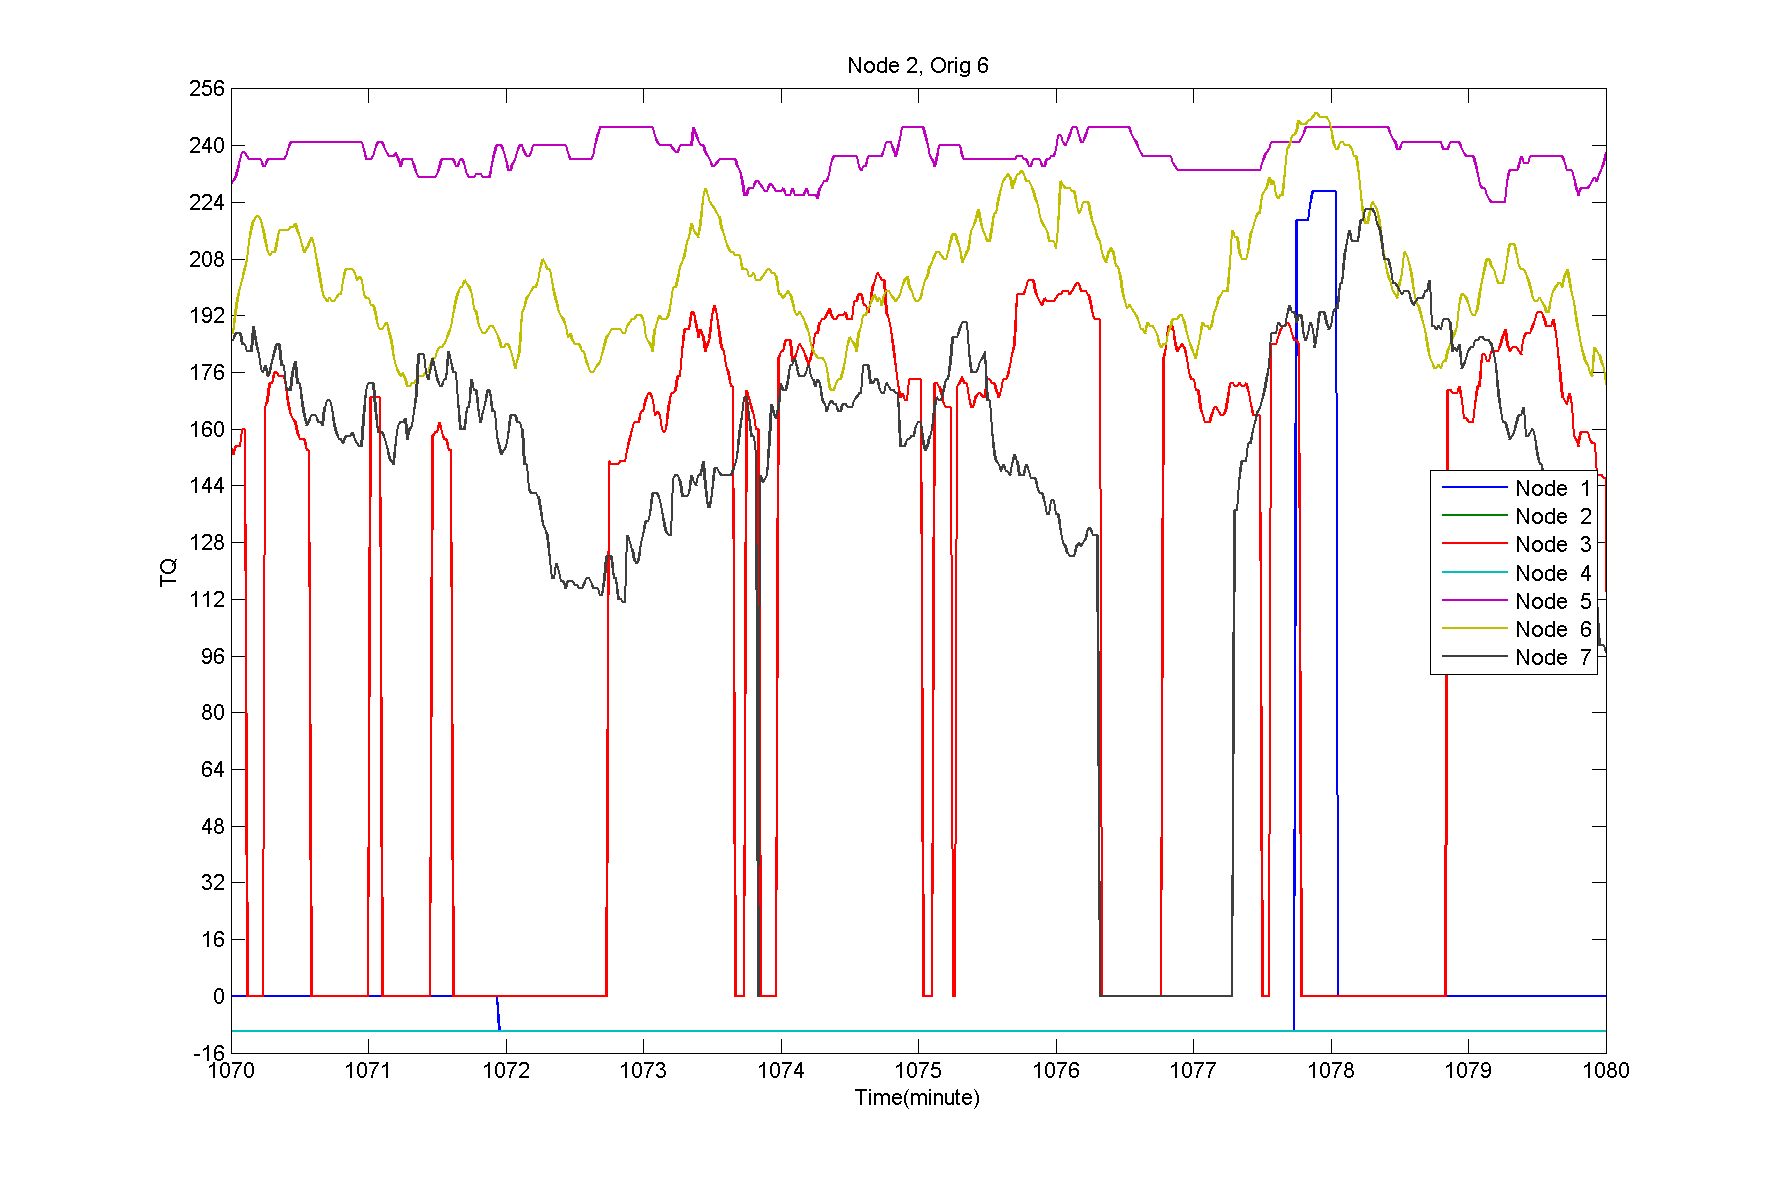 Node 2, Orig 6
256
240
224
208
192
176
160
144
128
112
96
80
64
48
32
16
0
-16
TQ
1070 1071 1072 1073 1074 1075 1076 1077 1078 1079 1080
Time(minute)
Node 1
Node 2
Node 3
Node 4
Node 5
Node 6
Node 7